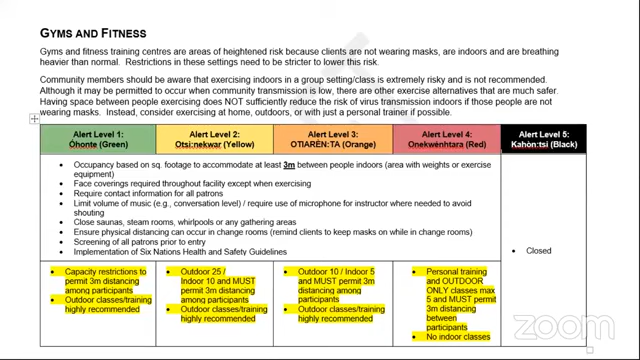 GYMS AND FITNESS
Gyms and fitness training centres are areas of heightened risk because clients are not wearing masks, are indoors and are breathing
heavier than normal. Restrictions in these settings need to be stricter to lower this risk.
Community members should be aware that exercising indoors in a group setting/class is extremely risky and is not recommended.
Although it may be permitted to occur when community transmission is low, there are other exercise alternatives that are much safer.
Having space between people exercising does NOT sufficiently reduce the risk of virus transmission indoors if those people are not
wearing masks. Instead, consider exercising at home, outdoors, or with just a personal trainer if possible.
Alert Level 1:
Óhonte (Green)
Alert Level 2:
Otsi:nekwar (Yellow)
Alert Level 3:
OTIARÈN:TA (Orange)
Alert Level 4:
Onekwènhtara (Red)
Alert Level 5:
Kahòn:tsi (Black)
• Occupancy based on sq. footage to accommodate at least 3m between people indoors (area with weights or exercise
equipment)
• Face coverings required throughout facility except when exercising
• Require contact information for all patrons
• Limit volume of music (e.g., conversation level) / require use of microphone for instructor where needed to avoid
shouting
• Close saunas, steam rooms, whirlpools or any gathering areas
• Ensure physical distancing can occur in change rooms (remind clients to keep masks on while in change rooms)
• Screening of all patrons prior to entry
• Implementation of Six Nations Health and Safety Guidelines
• Closed
• Capacity restrictions to
permit 3m distancing
among participants
• Outdoor classes/training
highly recommended
• Outdoor 25 /
Indoor 10 and MUST
permit 3m distancing
among participants
• Outdoor classes/training
highly recommended
• Outdoor 10 / Indoor 5
and MUST permit 3m
distancing among
participants
• Outdoor classes/training
highly recommended
• Personal training
and OUTDOOR
ONLY classes max
5 and MUST permit
3m distancing
between
participants
• No indoor classes
zoom